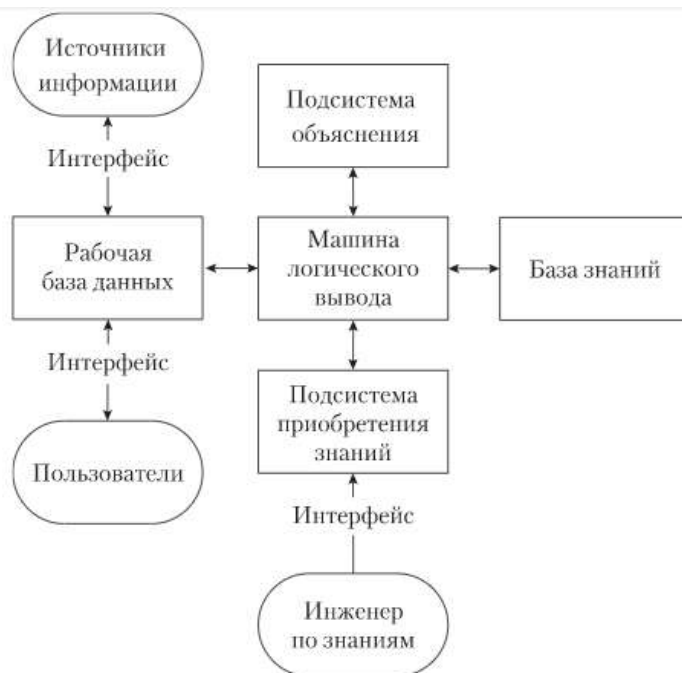 Источники
информации
Интерфейс
Подсистема
объяснения
Рабочая
база данных
Машина
логического
вывода
База знаний
Интерфейс
Пользователи
Подсистема
приобретения
знаний
Интерфейс
Инженер
по знаниям